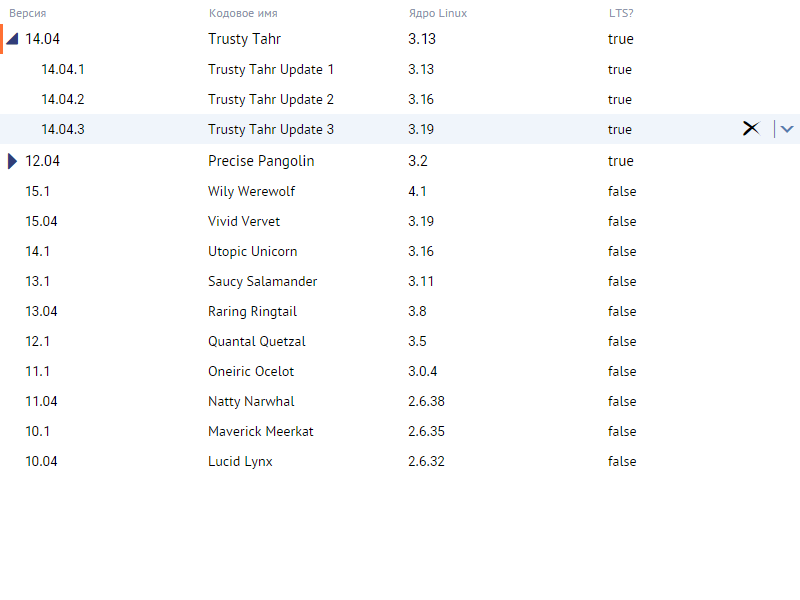 Версия Кодовое имя Ядро Linux LTS?
14.04 Trusty Tahr 3.13 true
14.04.1 Trusty Tahr Update 1 3.13 true
14.04.2 Trusty Tahr Update 2 3.16 true
14.04.3 Trusty Tahr Update 3 3.19 true
12.04 Precise Pangolin 3.2 true
15.1 Wily Werewolf 4.1 false
15.04 Vivid Vervet 3.19 false
14.1 Utopic Unicorn 3.16 false
13.1 Saucy Salamander 3.11 false
13.04 Raring Ringtail 3.8 false
12.1 Quantal Quetzal 3.5 false
11.1 Oneiric Ocelot 3.0.4 false
11.04 Natty Narwhal 2.6.38 false
10.1 Maverick Meerkat 2.6.35 false
10.04 Lucid Lynx 2.6.32 false